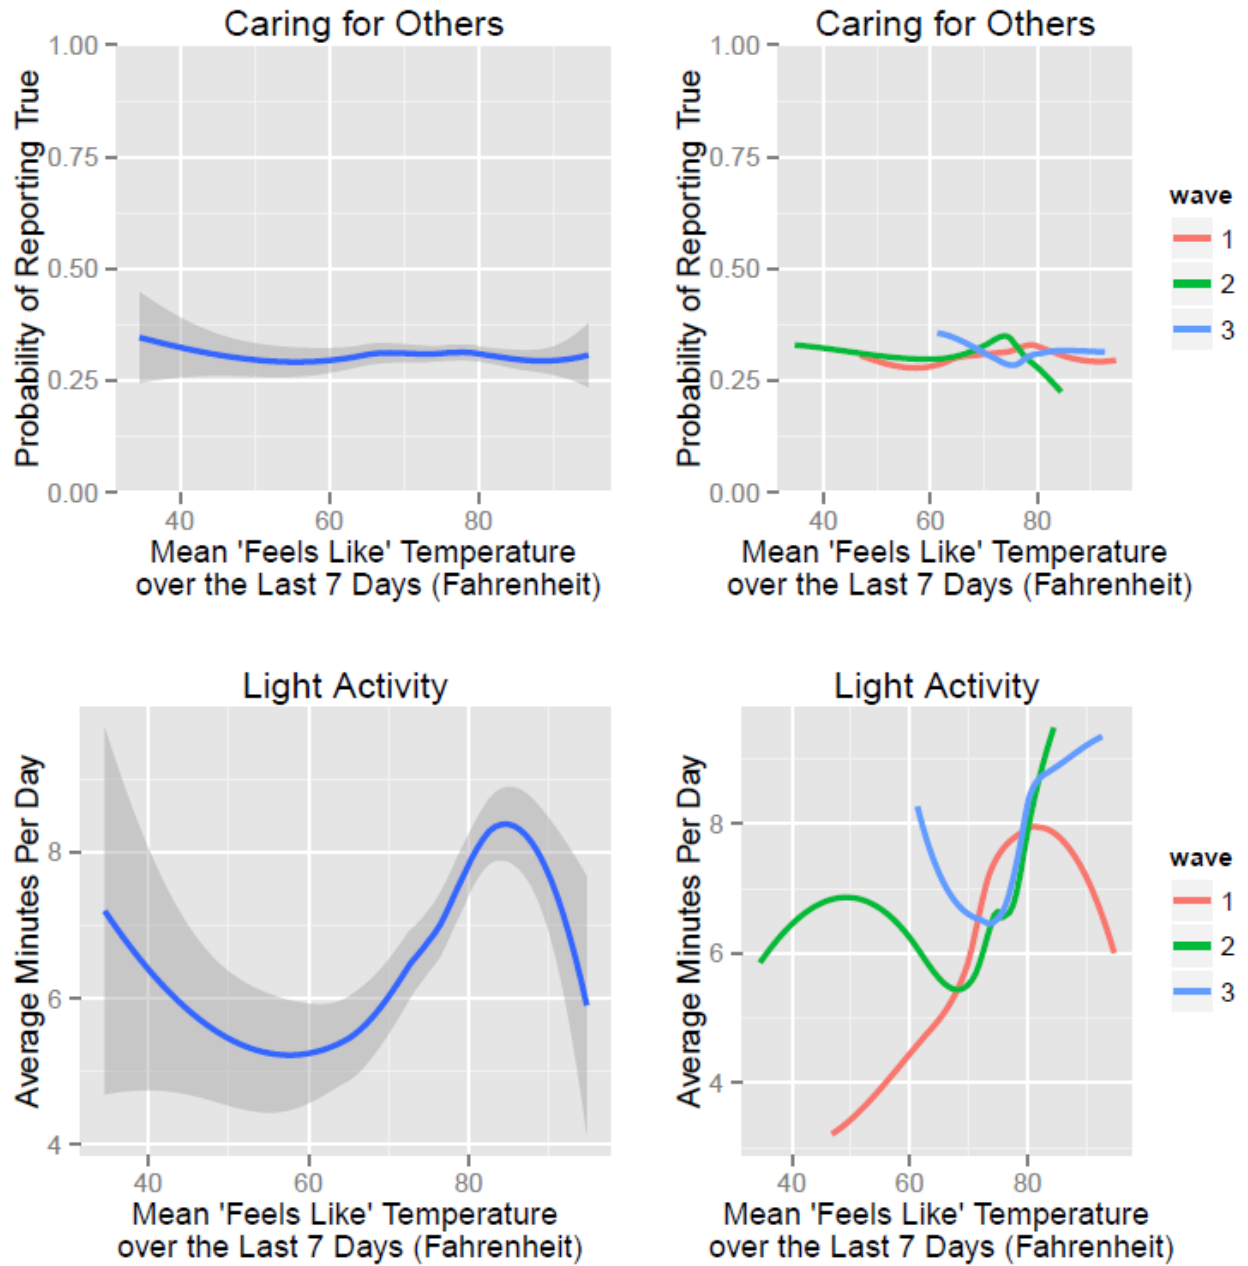 Caring for Others
1.00
0.75
0.50
0.25
0.00
Probability of Reporting True
40 60 80
Mean 'Feels Like' Temperature
over the Last 7 Days (Fahrenheit)
Caring for Others
1.00
0.75
0.50
0.25
0.00
Probability of Reporting True
40 60 80
Mean 'Feels Like' Temperature
over the Last 7 Days (Fahrenheit)
wave
1
2
3
Light Activity
8
6
4
Average Minutes Per Day
40 60 80
Mean 'Feels Like' Temperature
over the Last 7 Days (Fahrenheit)
Light Activity
8
6
4
Average Minutes Per Day
40 60 80
Mean 'Feels Like' Temperature
over the Last 7 Days (Fahrenheit)
wave
1
2
3